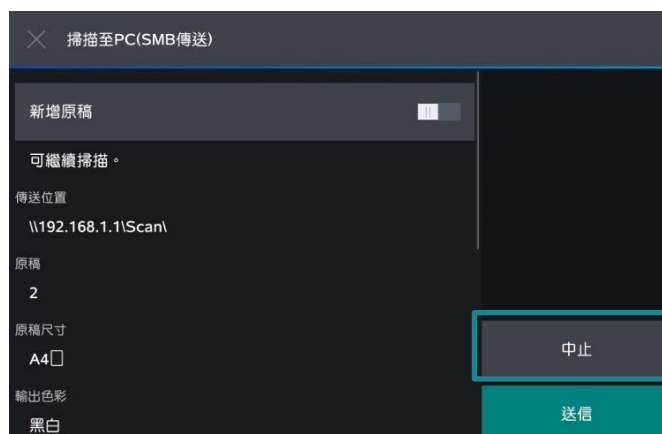 掃描至PC(SMB傳送)
新增原稿
可繼續掃描。
傳送位置
\\192.168.1.1\Scan\
原稿
2
原稿尺寸
A4
輸出色彩
黑白
中止
送信